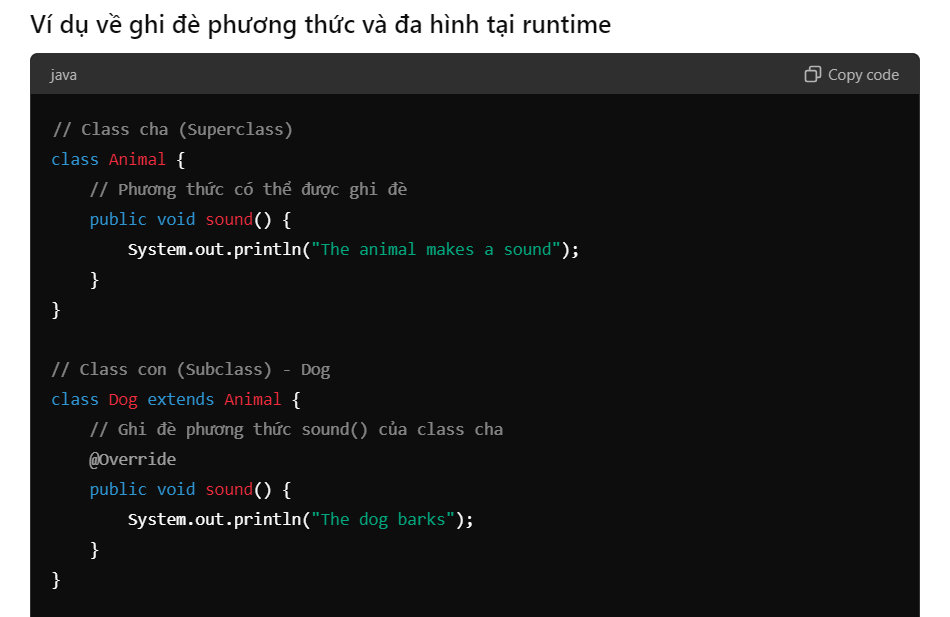 Ví dụ về ghi đè phương thức và đa hình tại runtime
java
Copy code
// Class cha (Superclass)
class Animal {
    // Phương thức có thể được ghi đè
    public void sound() {
        System.out.println("The animal makes a sound");
    }
}

// Class con (Subclass) - Dog
class Dog extends Animal {
    // Ghi đè phương thức sound() của class cha
    @Override
    public void sound() {
        System.out.println("The dog barks");
    }
}